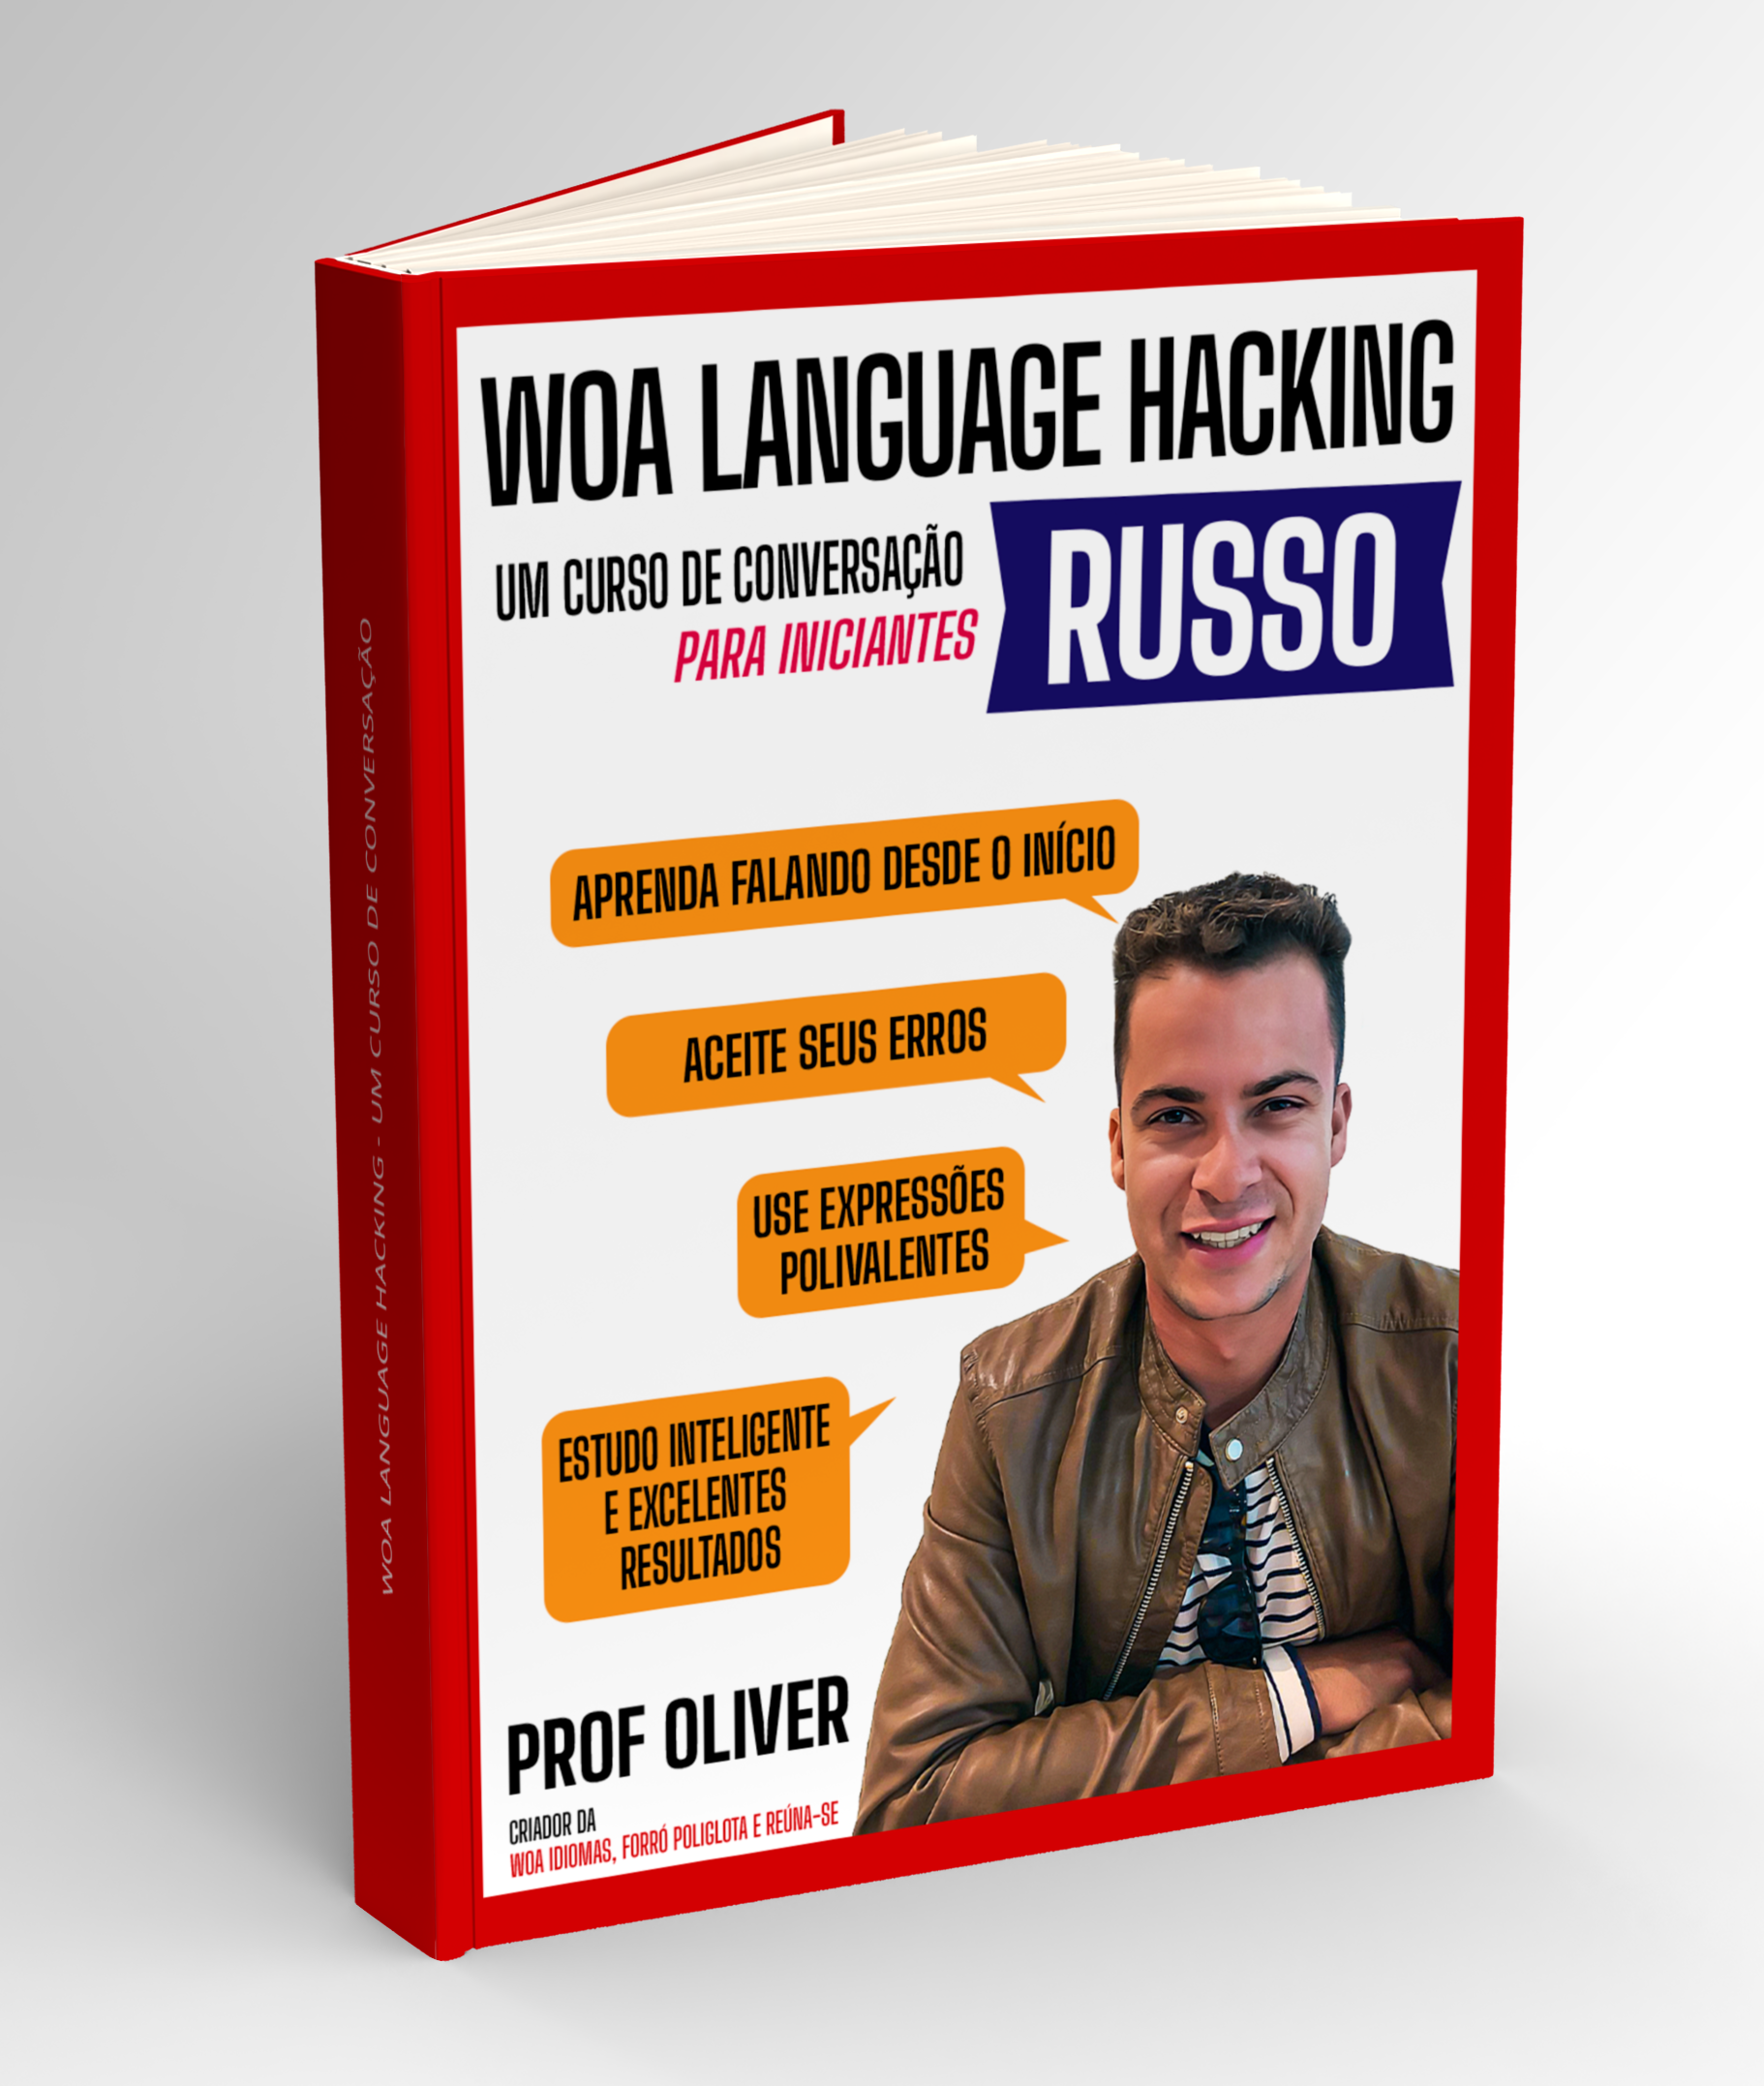 WOA LANGUAGE HACKING
UM CURSO DE CONVERSAÇÃO
PARA INICIANTES
RUSSO
APRENDA FALANDO DESDE O INÍCIO
ACEITE SEUS ERROS
USE EXPRESSÕES
POLIVALENTES
ESTUDO INTELIGENTE
E EXCELENTES
RESULTADOS
PROF OLIVER
CRIADOR DA
WOA IDIOMAS, FORRÓ POLIGLOTA E REÚNA-SE
WOA LANGUAGE HACKING - UM CURSO DE CONVERSAÇÃO